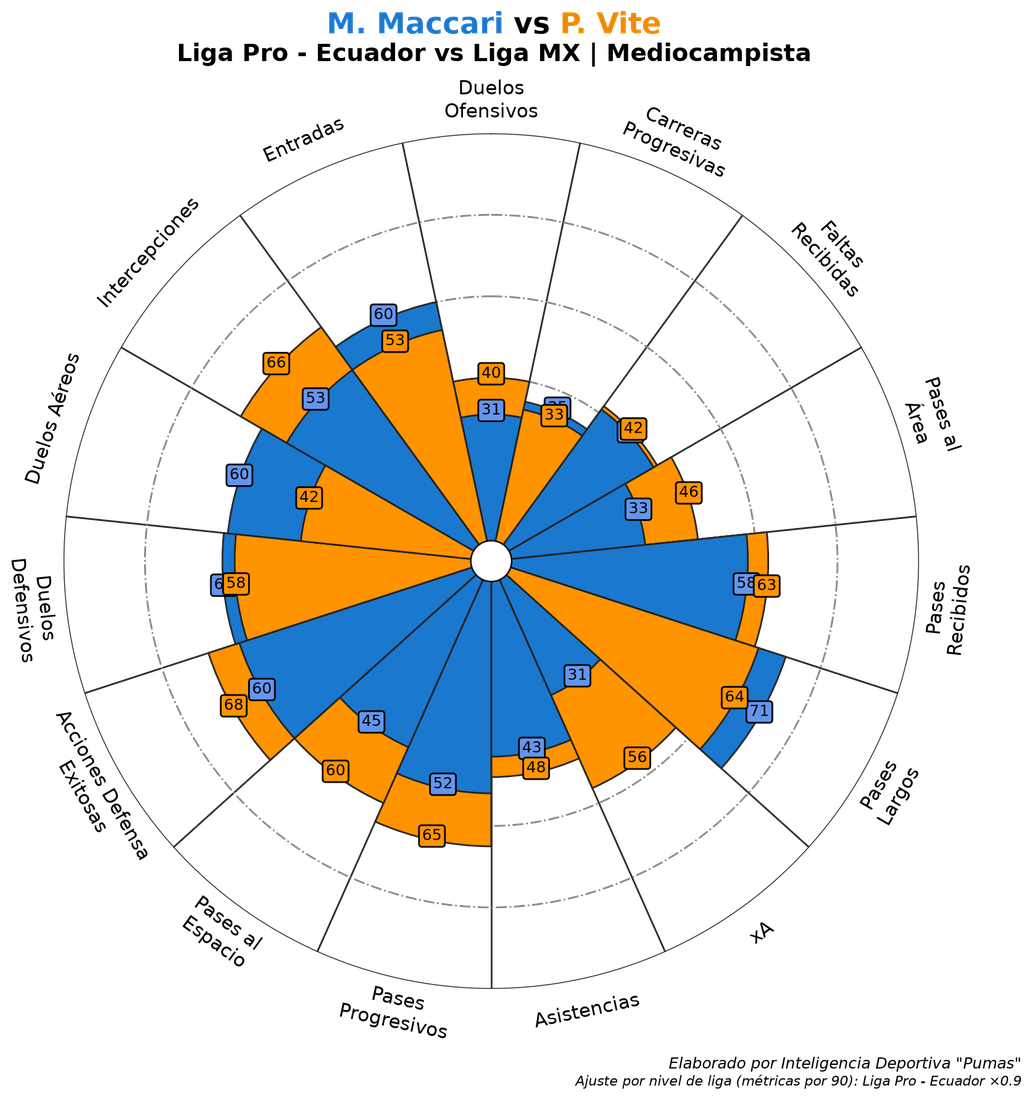 M. Maccari vs P. Vite
Liga Pro - Ecuador vs Liga MX | Mediocampista
Duelos
Ofensivos
Carreras
Progresivas
Faltas
Recibidas
Pases al
Área
Pases
Recibidos
Pases
Largos
xA
Asistencias
Pases
Progresivos
Pases al
Espacio
Acciones Defensa
Exitosas
Duelos
Defensivos
Duelos Aéreos
Intercepciones
Entradas
40
31
33
42
46
33
58
63
64
71
31
56
43
48
52
65
45
60
60
68
58
60
42
66
53
60
53
Elaborado por Inteligencia Deportiva "Pumas"
Ajuste por nivel de liga (métricas por 90): Liga Pro - Ecuador ×0.9